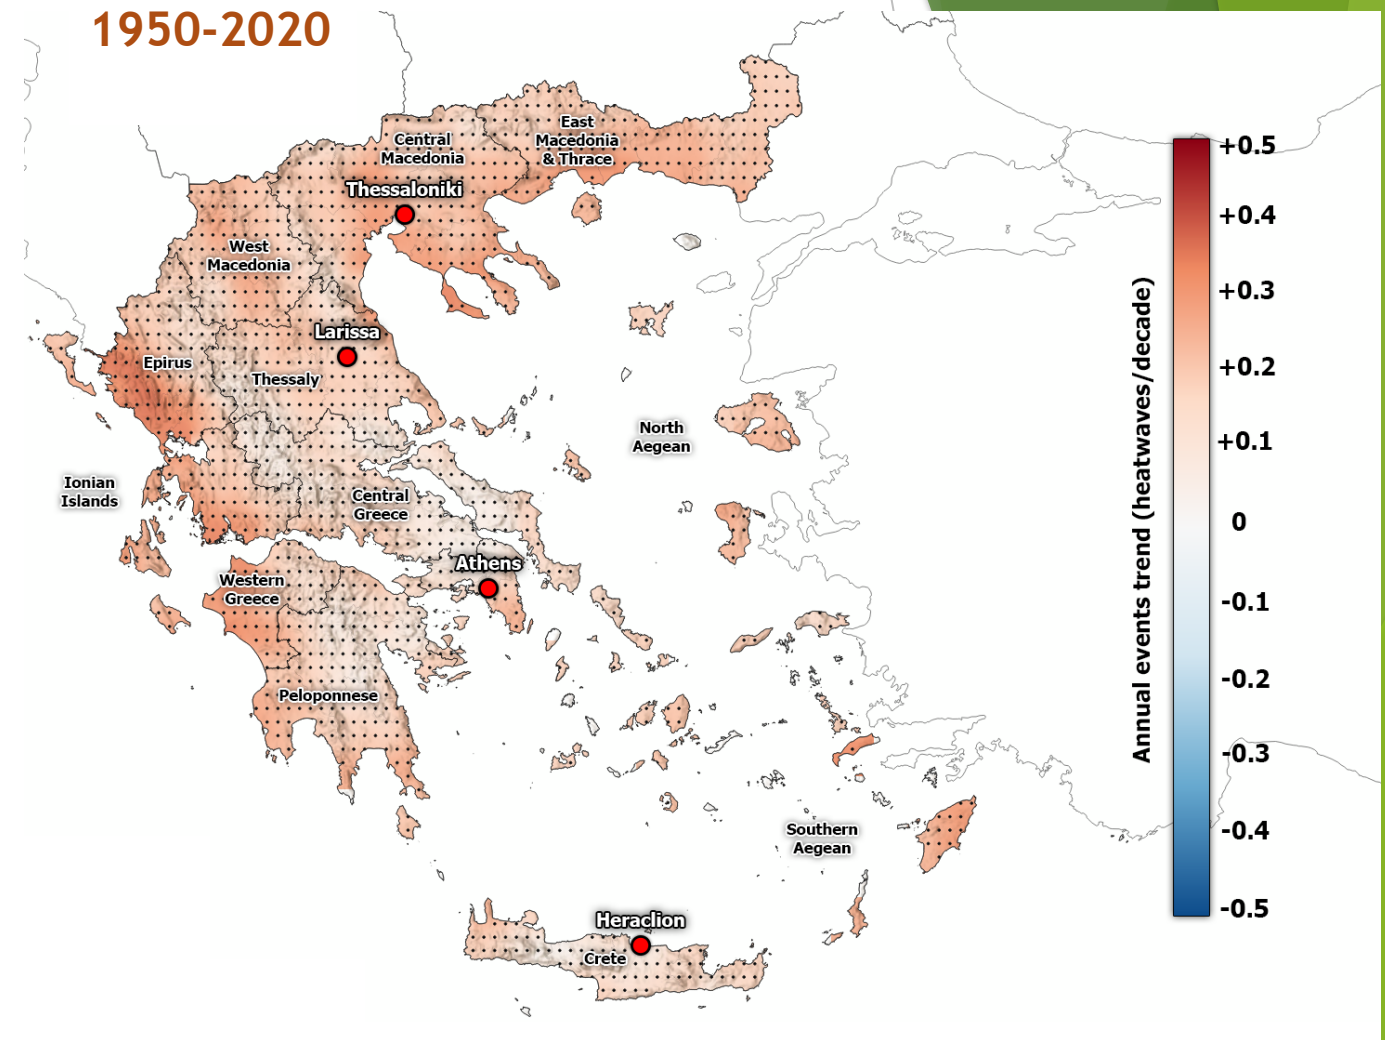 1950-2020
East
Macedonia
& Thrace
Central
Macedonia
Thessaloniki
West
Macedonia
Larissa
Epirus
Thessaly
North
Aegean
Ionian
Islands
Central
Greece
Athens
Western
Greece
Peloponnese
Southern
Aegean
Heraclion
Crete
Annual events trend (heatwaves/decade)
+0.5
+0.4
+0.3
+0.2
+0.1
0
-0.1
-0.2
-0.3
-0.4
-0.5